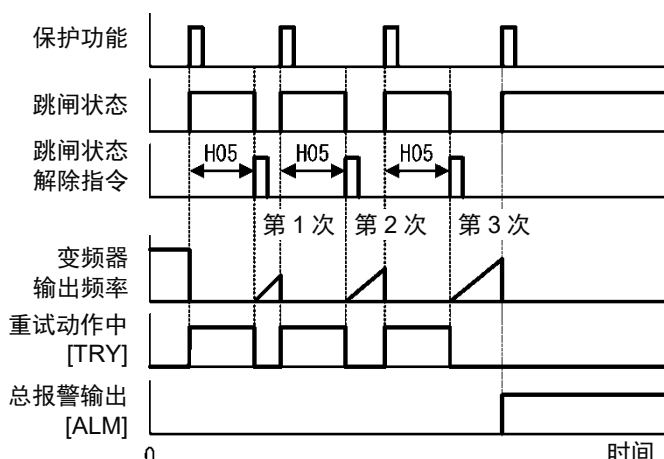 保护功能
跳闸状态
跳闸状态
解除指令
H05 H05 H05
第 1 次 第 2 次 第 3 次
变频器
输出频率
重试动作中
[TRY]
总报警输出
[ALM]
0 时间